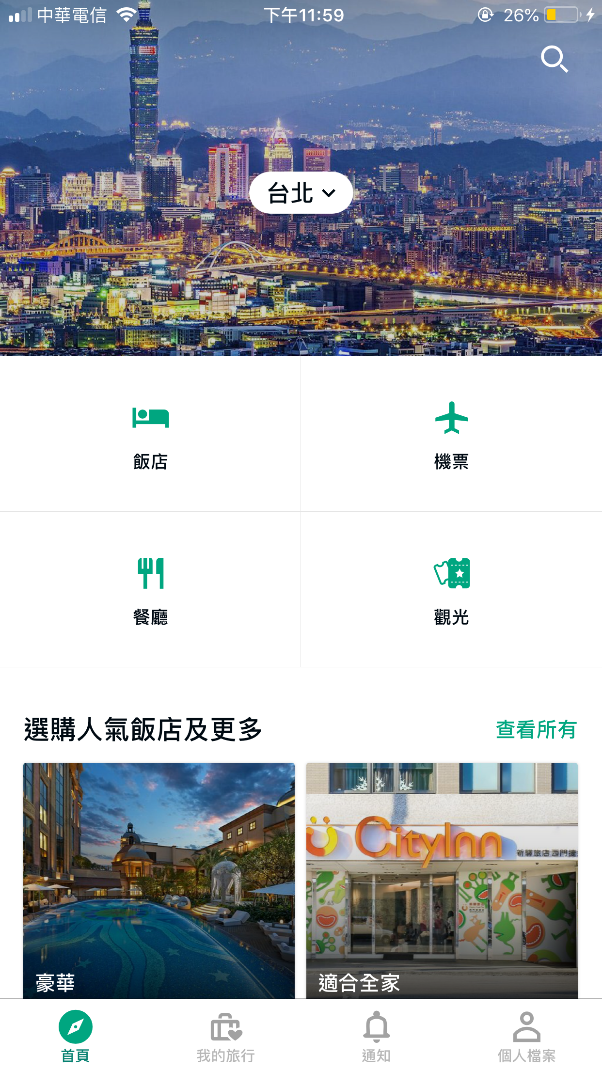 中華電信 下午11:59 26%
台北
飯店 機票
餐廳 觀光
選購人氣飯店及更多 查看所有
CityInn
豪華 適合全家
首頁 我的旅行 通知 個人檔案